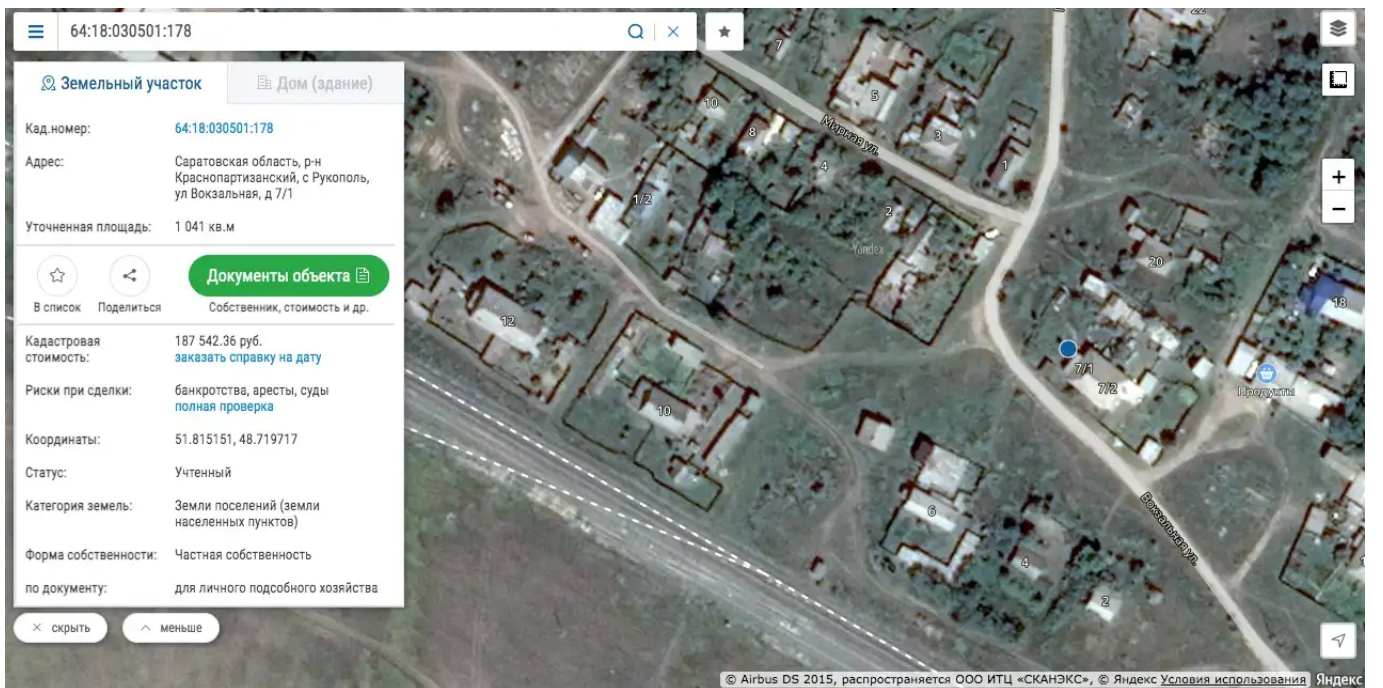 64:18:030501:178
Земельный участок
Дом (здание)
Кад.номер:
64:18:030501:178
Адрес:
Саратовская область, р-н
Краснопартизанский, с Рукополь,
ул Вокзальная, д 7/1
Уточненная площадь:
1 041 кв.м
В список
Поделиться
Документы объекта
Собственник, стоимость и др.
Кадастровая
стоимость:
187 542.36 руб.
заказать справку на дату
Риски при сделки:
банкротства, аресты, суды
полная проверка
Координаты:
51.815151, 48.719717
Статус:
Учтенный
Категория земель:
Земли поселений (земли
населенных пунктов)
Форма собственности:
Частная собственность
по документу:
для личного подсобного хозяйства
скрыть
меньше
22
7
5
10
8
3
Мирная ул.
4
1
1/2
2
Yandex
20
18
12
7/1
7/2
Продукты
10
6
Вокзальная ул.
4
2
+
−
© Airbus DS 2015, распространяется ООО ИТЦ «СКАНЭКС», © Яндекс Условия использования
Яндекс